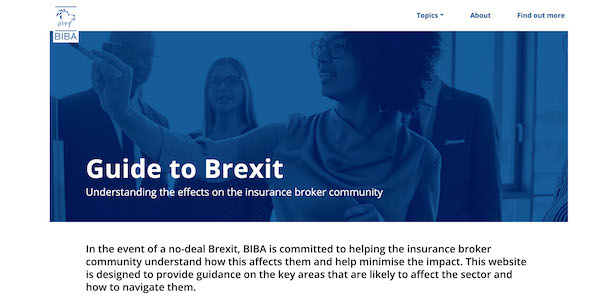 Topics
About
Find out more
BIBA
Guide to Brexit
Understanding the effects on the insurance broker community
In the event of a no-deal Brexit, BIBA is committed to helping the insurance broker
community understand how this affects them and help minimise the impact. This website
is designed to provide guidance on the key areas that are likely to affect the sector and
how to navigate them.